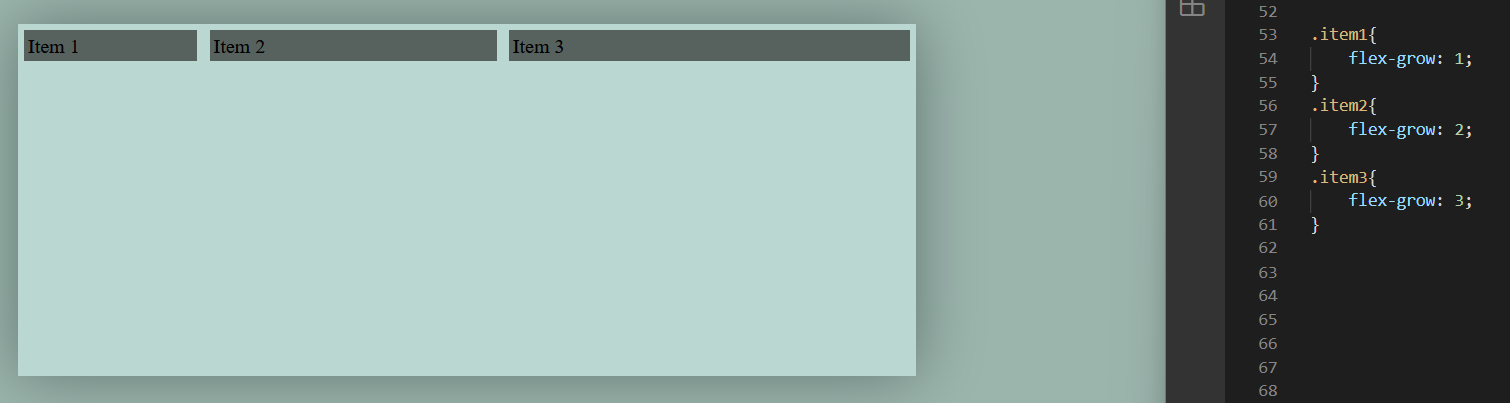 Item 1 Item 2 Item 3
52
53 .item1{
54 flex-grow: 1;
55 }
56 .item2{
57 flex-grow: 2;
58 }
59 .item3{
60 flex-grow: 3;
61 }
62
63
64
65
66
67
68